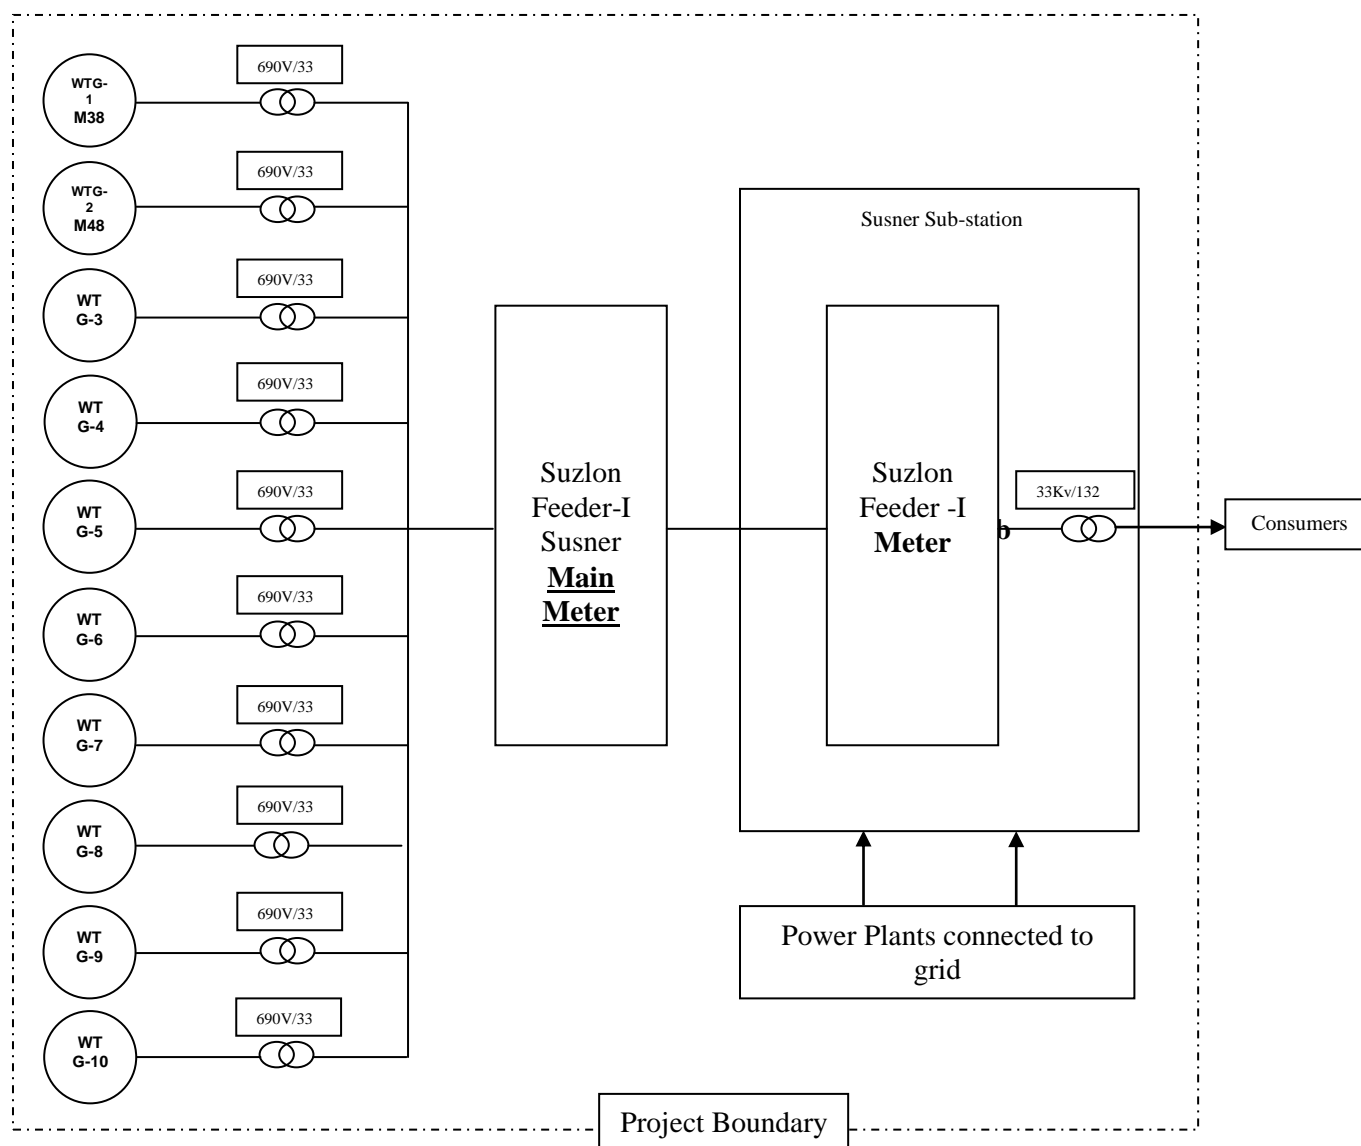 690V/33
WTG-
1
M38
690V/33
WTG-
2
M48
690V/33
WT
G-3
690V/33
WT
G-4
690V/33
WT
G-5
690V/33
WT
G-6
690V/33
WT
G-7
690V/33
WT
G-8
690V/33
WT
G-9
690V/33
WT
G-10
Suzlon
Feeder-I
Susner
Main
Meter
Susner Sub-station
Suzlon
Feeder -I
Meter
b
33Kv/132
Consumers
Power Plants connected to
grid
Project Boundary